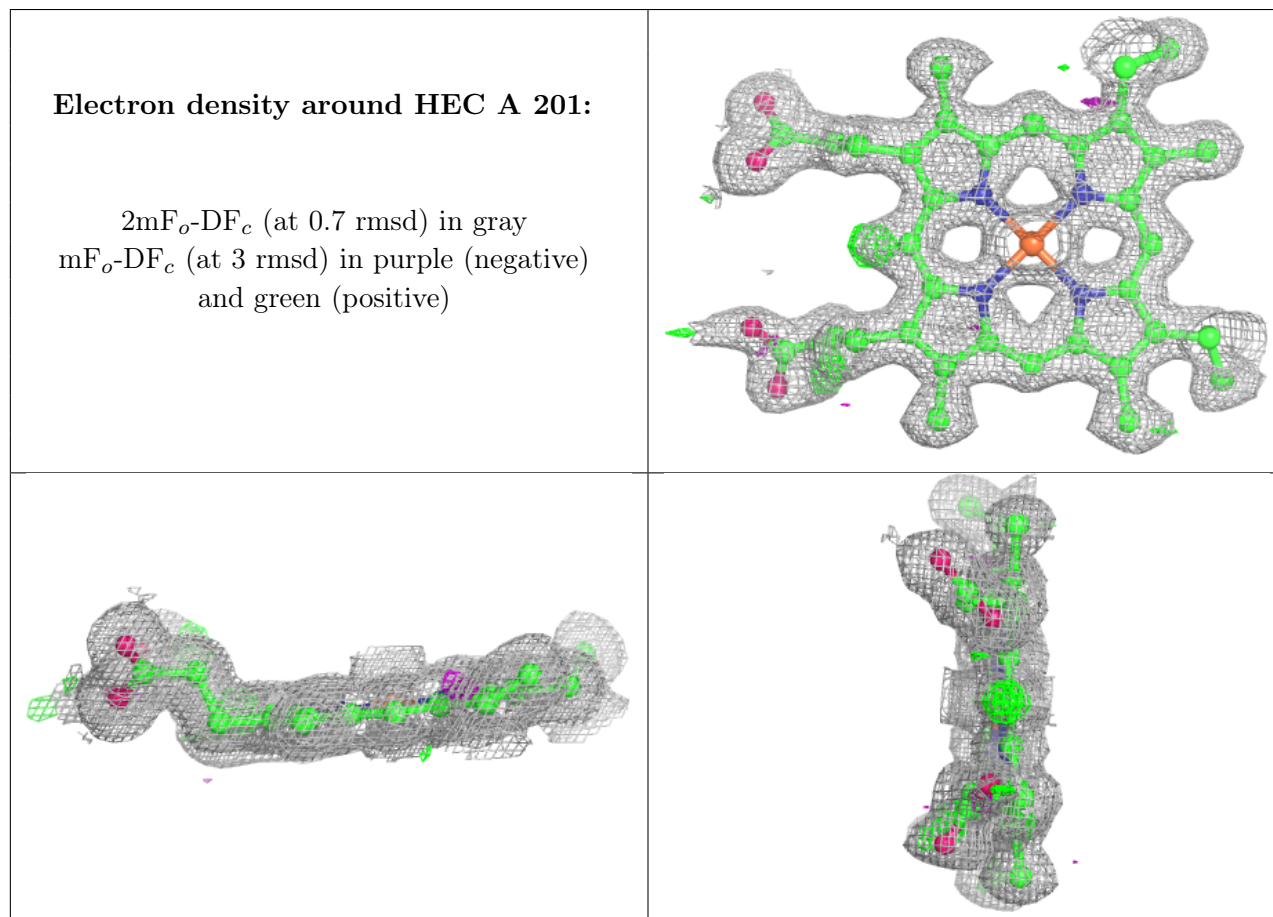 Electron density around HEC A 201:
2mFo-DFc (at 0.7 rmsd) in gray
mFo-DFc (at 3 rmsd) in purple (negative)
and green (positive)